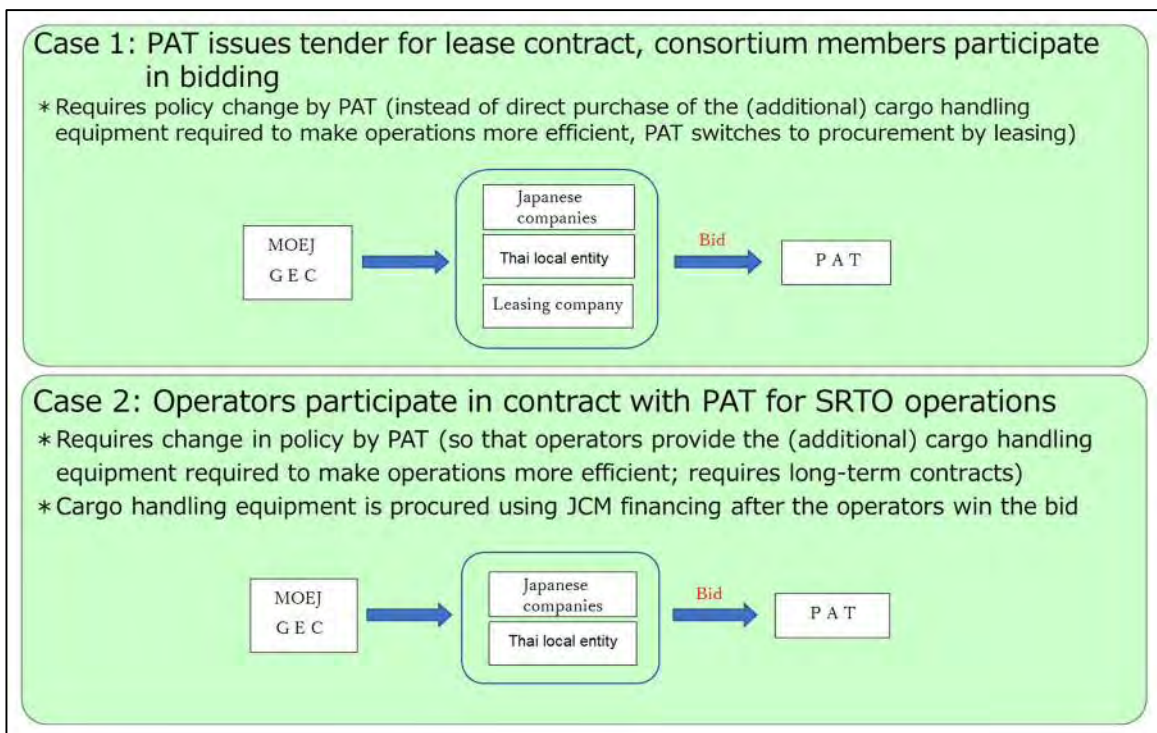 Case 1: PAT issues tender for lease contract, consortium members participate
in bidding
* Requires policy change by PAT (instead of direct purchase of the (additional) cargo handling
equipment required to make operations more efficient, PAT switches to procurement by leasing)
Japanese
companies
MOEJ
GEC
Thai local entity
Bid
PAT
Leasing company
Case 2: Operators participate in contract with PAT for SRTO operations
* Requires change in policy by PAT (so that operators provide the (additional) cargo handling
equipment required to make operations more efficient; requires long-term contracts)
* Cargo handling equipment is procured using JCM financing after the operators win the bid
MOEJ
GEC
Japanese
companies
Thai local entity
Bid
PAT